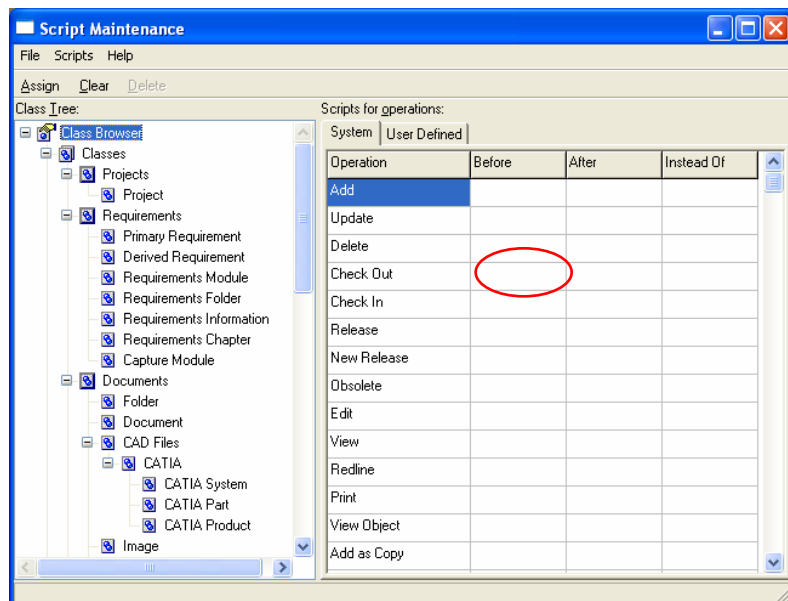 Script Maintenance
File Scripts Help
Assign Clear Delete
Class Tree:
Class Browser
Classes
Projects
Project
Requirements
Primary Requirement
Derived Requirement
Requirements Module
Requirements Folder
Requirements Information
Requirements Chapter
Capture Module
Documents
Folder
Document
CAD Files
CATIA
CATIA System
CATIA Part
CATIA Product
Image
Scripts for operations:
System User Defined
Operation Before After Instead Of
Add
Update
Delete
Check Out
Check In
Release
New Release
Obsolete
Edit
View
Redline
Print
View Object
Add as Copy